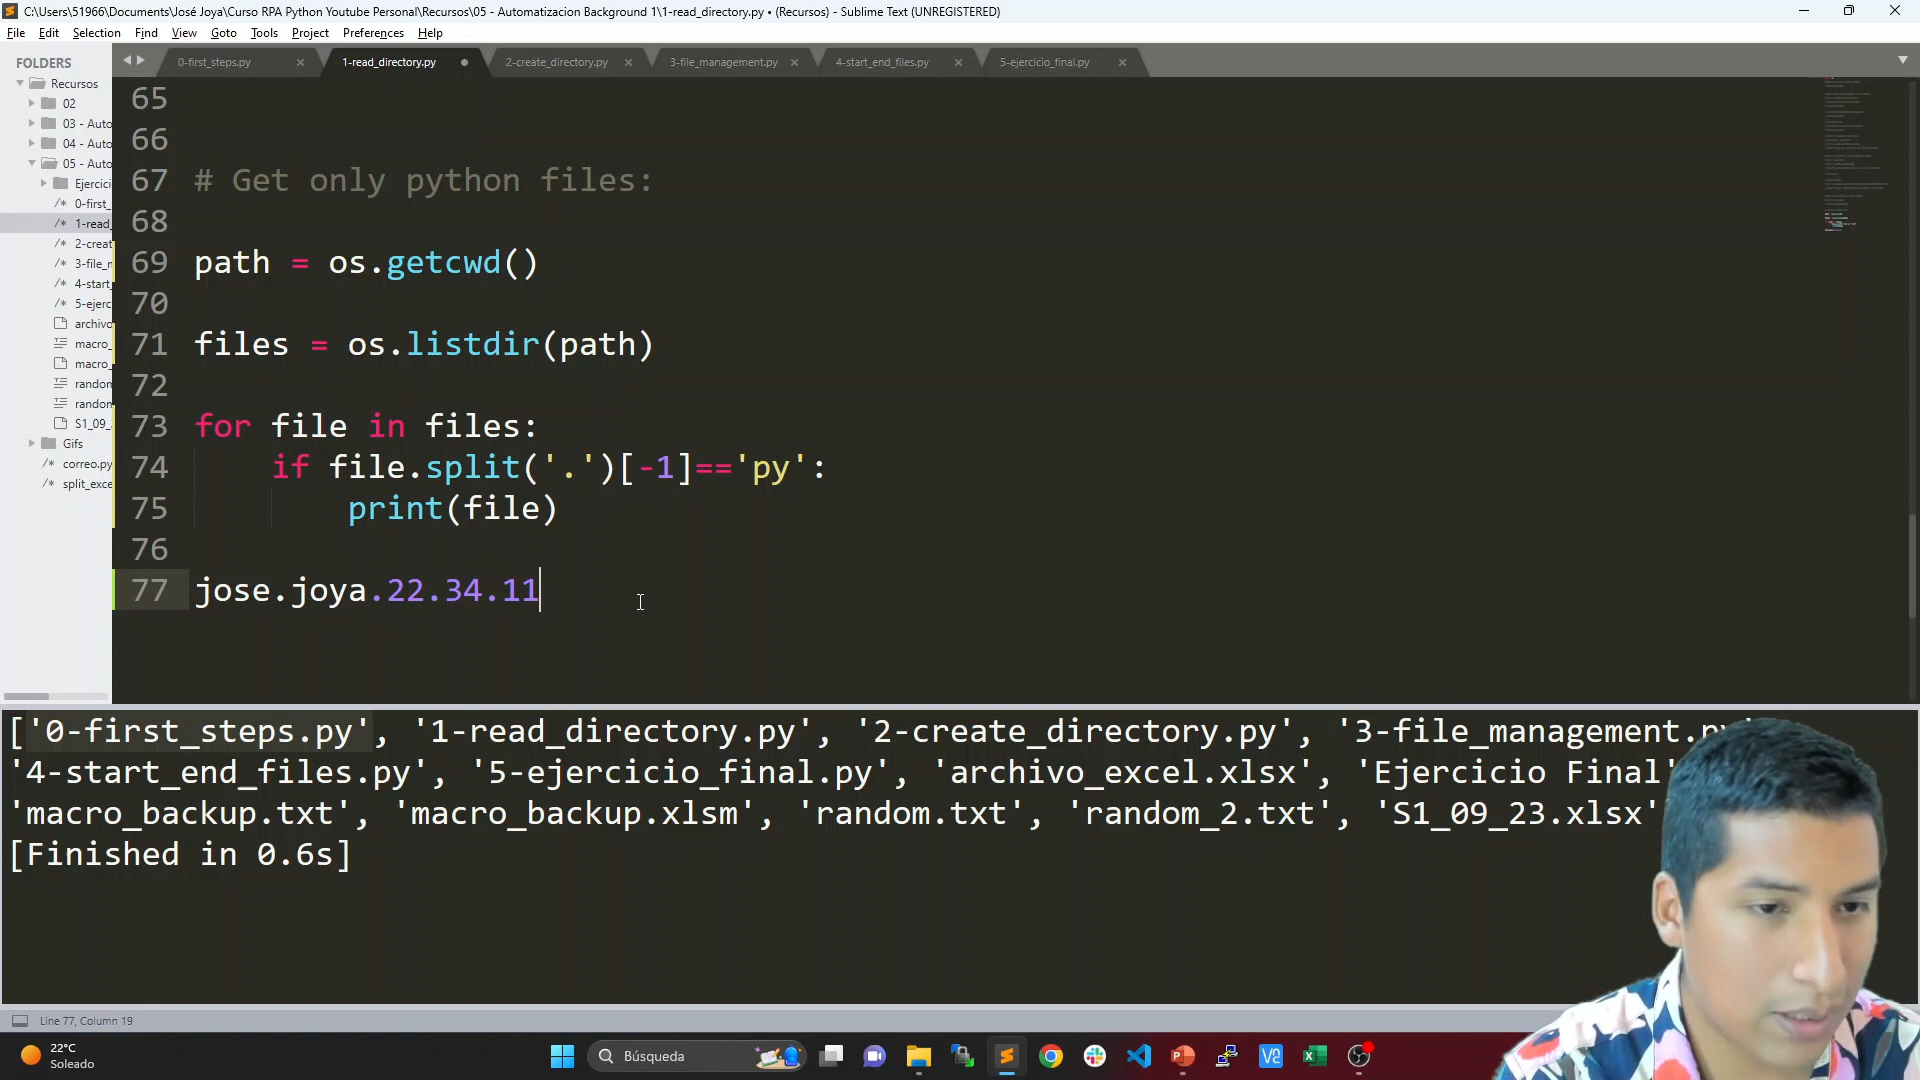 C:\Users\51966\Documents\José Joya\Curso RPA Python Youtube Personal\Recursos\05 - Automatizacion Background 1\1-read_directory.py • (Recursos) - Sublime Text (UNREGISTERED)
File Edit Selection Find View Goto Tools Project Preferences Help
FOLDERS
0-first_steps.py 1-read_directory.py 2-create_directory.py 3-file_management.py 4-start_end_files.py 5-ejercicio_final.py
Recursos
02
03 - Auto
04 - Auto
05 - Auto
Ejercici
0-first_
1-read_
2-creat
3-file_r
4-start_
5-ejerc
archivo
macro_
macro_
random
random
S1_09_
Gifs
correo.py
split_exce
65
66
67 # Get only python files:
68
69 path = os.getcwd()
70
71 files = os.listdir(path)
72
73 for file in files:
74 if file.split('.')[-1]=='py':
75 print(file)
76
77 jose.joya.22.34.11
['0-first_steps.py', '1-read_directory.py', '2-create_directory.py', '3-file_management.py',
'4-start_end_files.py', '5-ejercicio_final.py', 'archivo_excel.xlsx', 'Ejercicio Final'
'macro_backup.txt', 'macro_backup.xlsm', 'random.txt', 'random_2.txt', 'S1_09_23.xlsx'
[Finished in 0.6s]
Line 77, Column 19
22°C
Soleado
Búsqueda